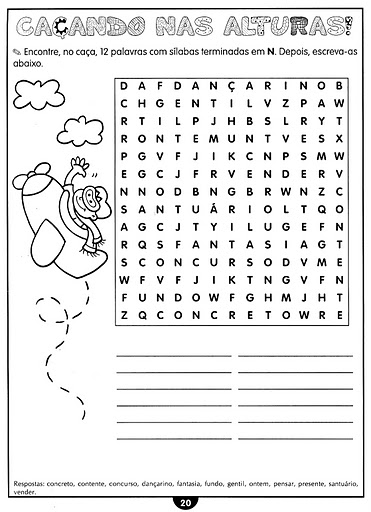 CAÇANDO NAS ALTURAS!
✎ Encontre, no caça, 12 palavras com sílabas terminadas em N. Depois, escreva-as
abaixo.
D A F D A N Ç A R I N O B
C H G E N T I L V Z P A W
R T I L P J H B S L R Y T
R O N T E M U N T V E S X
P G V F J I K C N P S M W
E G C J F R V E N D E R V
N N O D B N G B R W N Z C
S A N T U Á R I O L T Q O
A G C J T Y I L U G E F N
R Q S F A N T A S I A G T
S C O N C U R S O D V M E
W F V F J I K T N G V F N
F U N D O W F G H M J H T
Z Q C O N C R E T O W R E
Respostas: concreto, contente, concurso, dançarino, fantasia, fundo, gentil, ontem, pensar, presente, santuário,
vender.
20